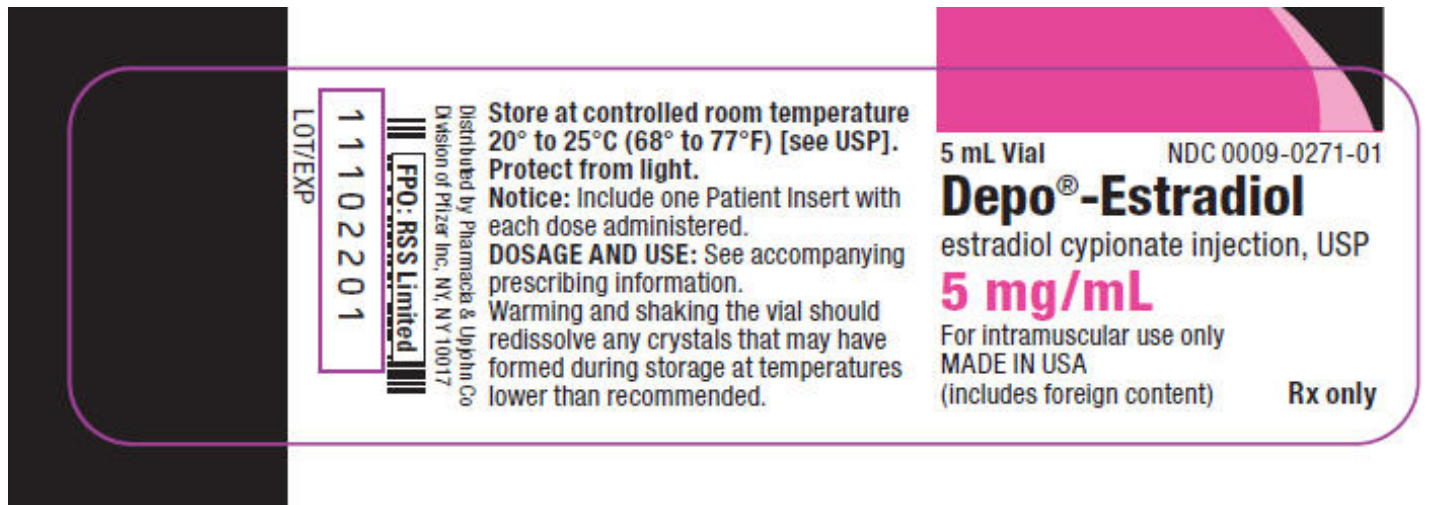 LOT/EXP
11102201
FPO: RSS Limited
Distributed by Pharmacia & Upjohn Co
Division of Pfizer Inc, NY, NY 10017
Store at controlled room temperature
20° to 25°C (68° to 77°F) [see USP].
Protect from light.
Notice: Include one Patient Insert with
each dose administered.
DOSAGE AND USE: See accompanying
prescribing information.
Warming and shaking the vial should
redissolve any crystals that may have
formed during storage at temperatures
lower than recommended.
5 mL Vial NDC 0009-0271-01
Depo®-Estradiol
estradiol cypionate injection, USP
5 mg/mL
For intramuscular use only
MADE IN USA
(includes foreign content) Rx only